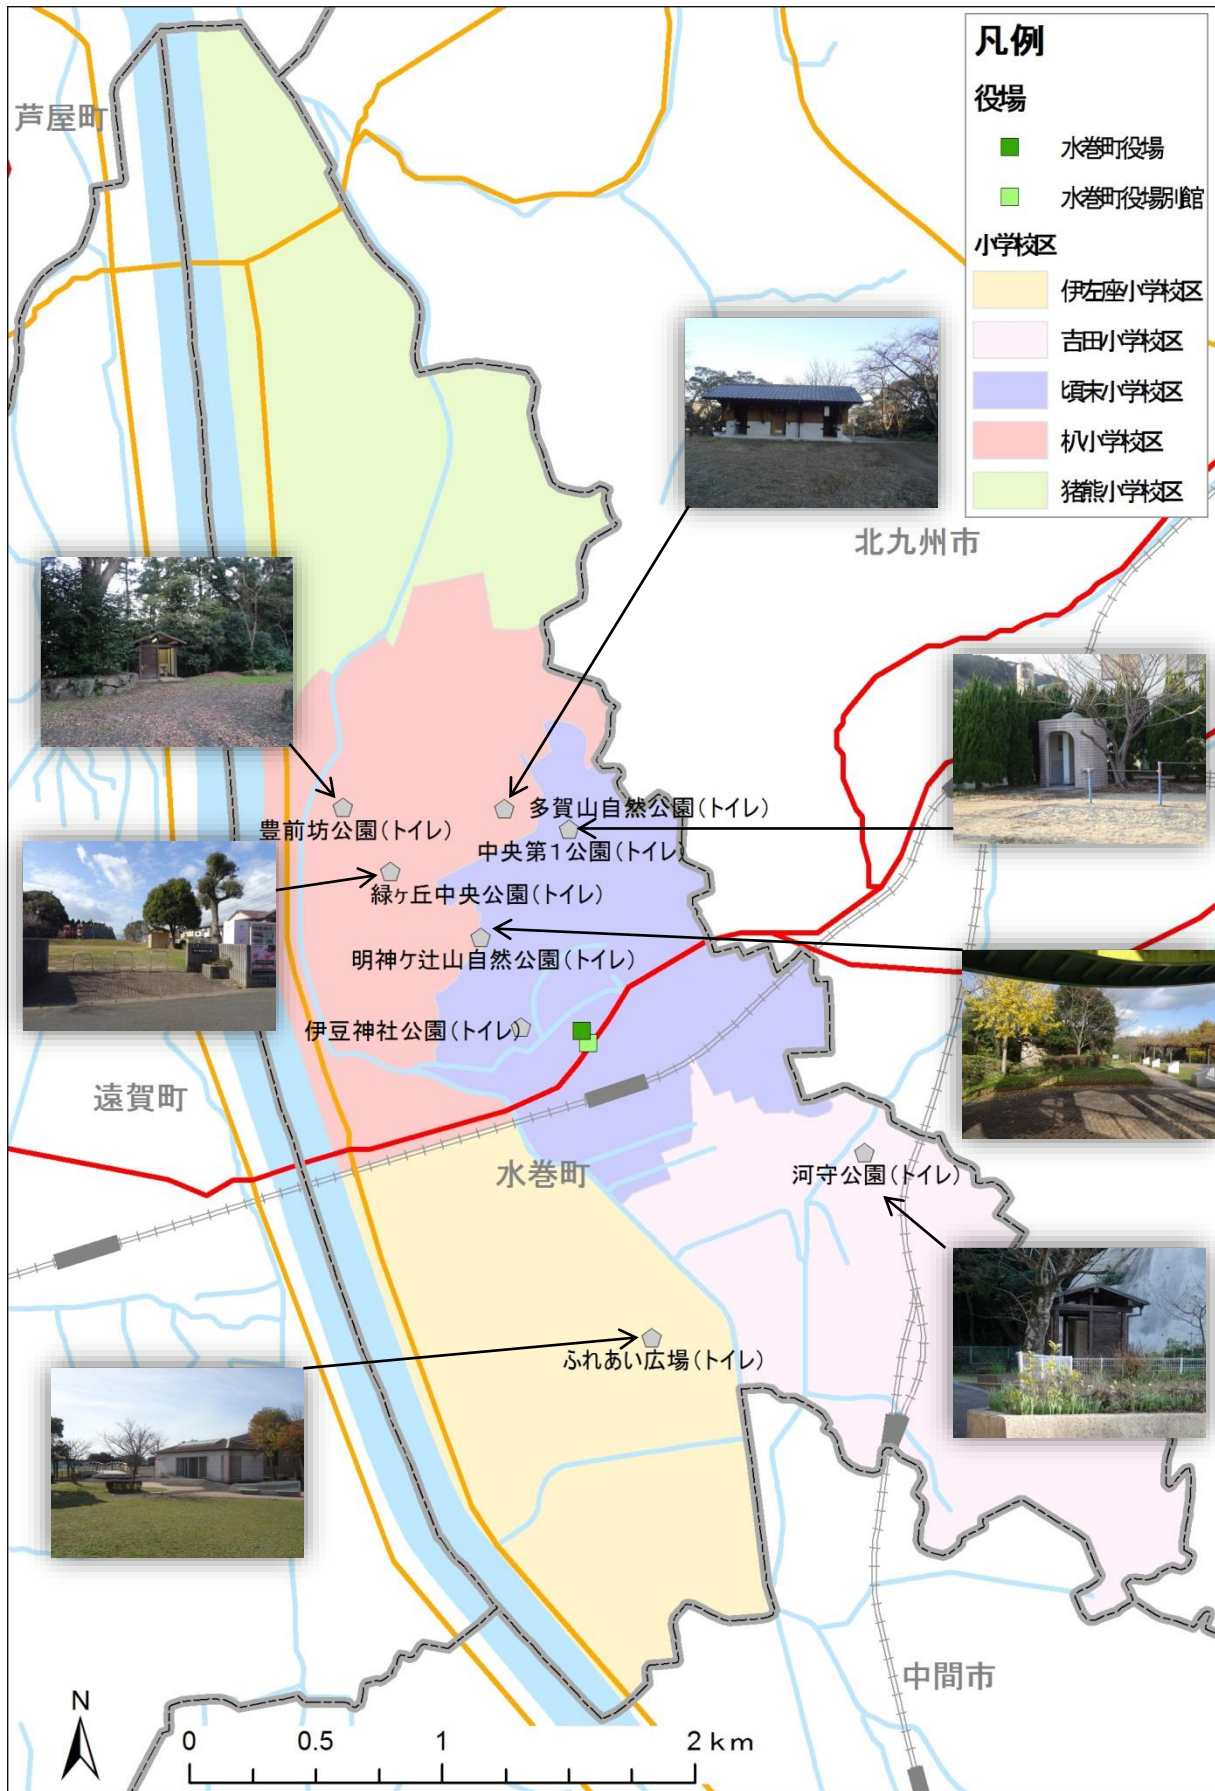 凡例
役場
水巻町役場
水巻町役場別館
小学校区
伊左座小学校区
吉田小学校区
頃末小学校区
朳小学校区
猪熊小学校区
芦屋町
北九州市
多賀山自然公園(トイレ)
豊前坊公園(トイレ)
中央第1公園(トイレ)
緑ヶ丘中央公園(トイレ)
明神ケ辻山自然公園(トイレ)
伊豆神社公園(トイレ)
遠賀町
水巻町
河守公園(トイレ)
ふれあい広場(トイレ)
中間市
N
0 0.5 1 2 km